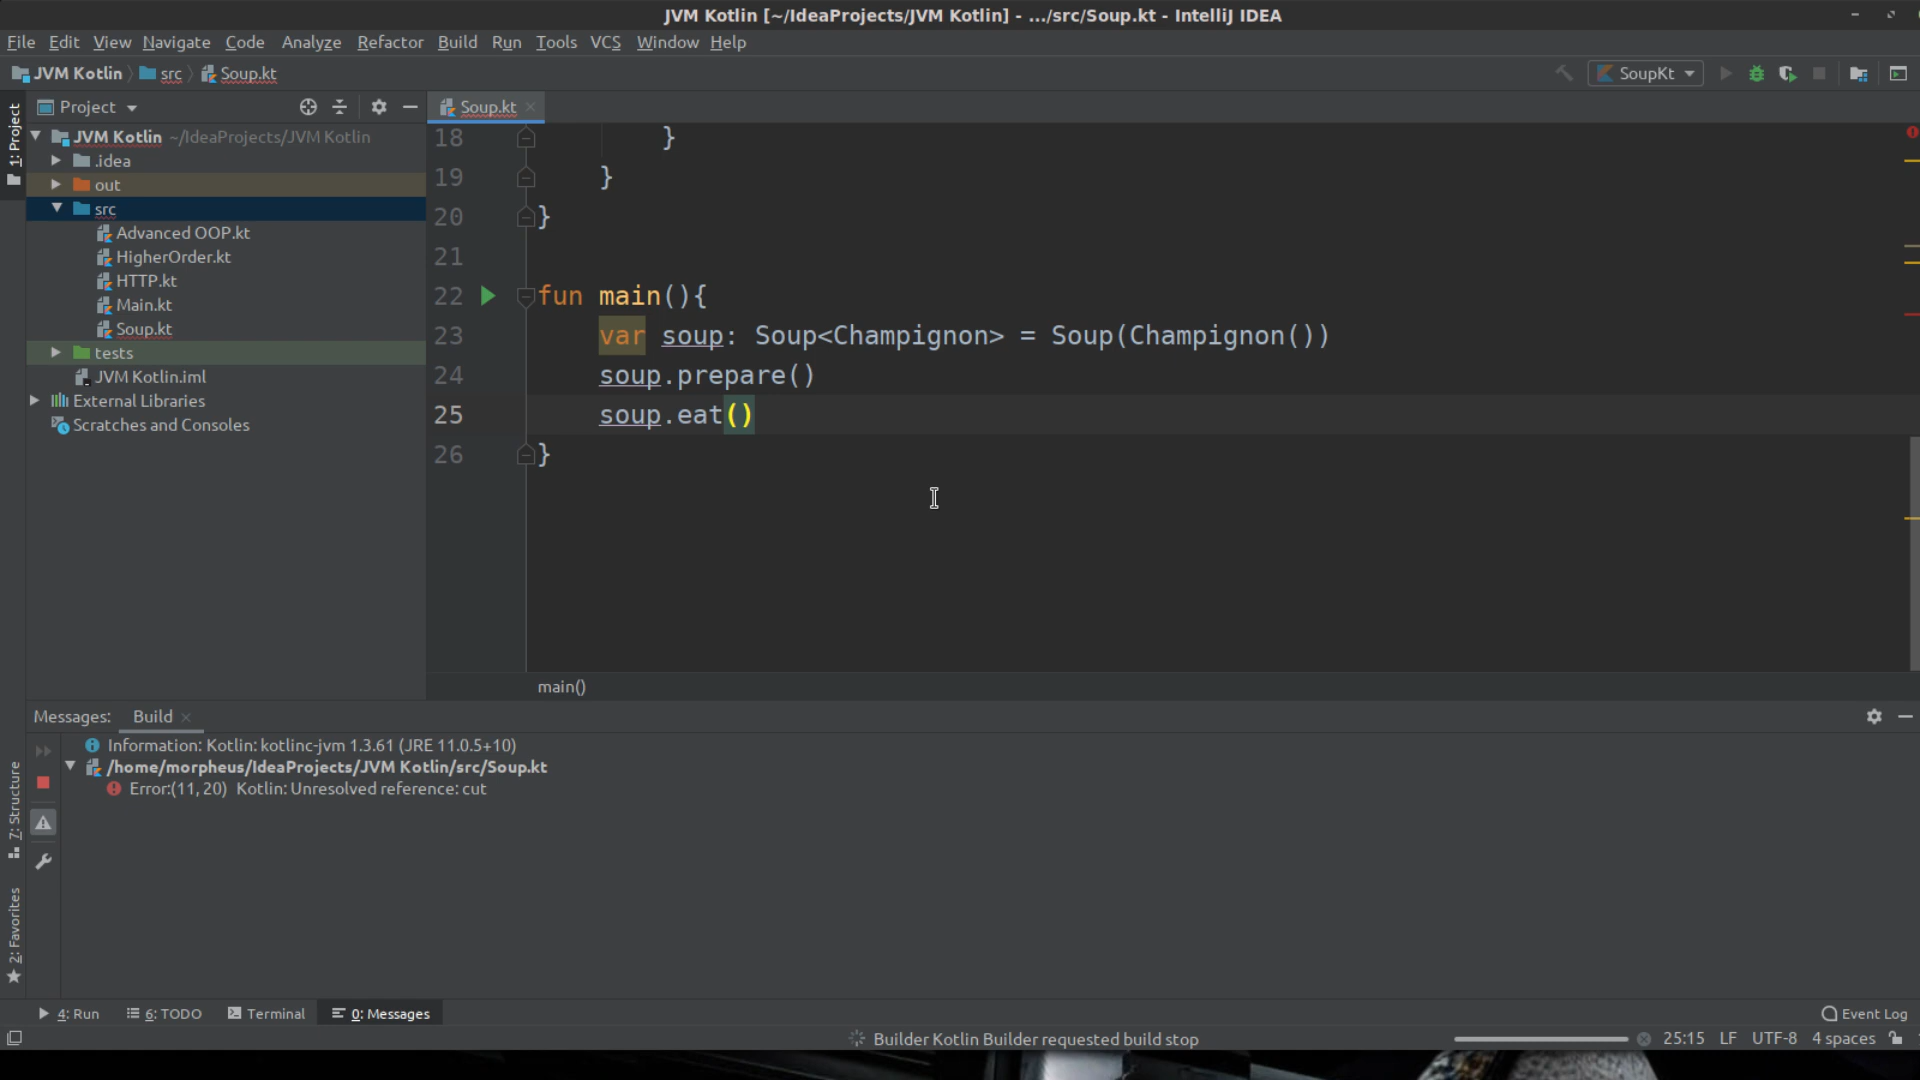 JVM Kotlin [~/IdeaProjects/JVM Kotlin] - .../src/Soup.kt - IntelliJ IDEA
File Edit View Navigate Code Analyze Refactor Build Run Tools VCS Window Help
JVM Kotlin src Soup.kt SoupKt
1: Project
Project
Soup.kt
JVM Kotlin ~/IdeaProjects/JVM Kotlin
.idea
out
src
Advanced OOP.kt
HigherOrder.kt
HTTP.kt
Main.kt
Soup.kt
tests
JVM Kotlin.iml
External Libraries
Scratches and Consoles
18 }
19 }
20 }
21
22 fun main(){
23 var soup: Soup<Champignon> = Soup(Champignon())
24 soup.prepare()
25 soup.eat()
26 }
main()
Messages: Build
Information: Kotlin: kotlinc-jvm 1.3.61 (JRE 11.0.5+10)
/home/morpheus/IdeaProjects/JVM Kotlin/src/Soup.kt
Error:(11, 20) Kotlin: Unresolved reference: cut
7: Structure
2: Favorites
4: Run 6: TODO Terminal 0: Messages Event Log
Builder Kotlin Builder requested build stop 25:15 LF UTF-8 4 spaces